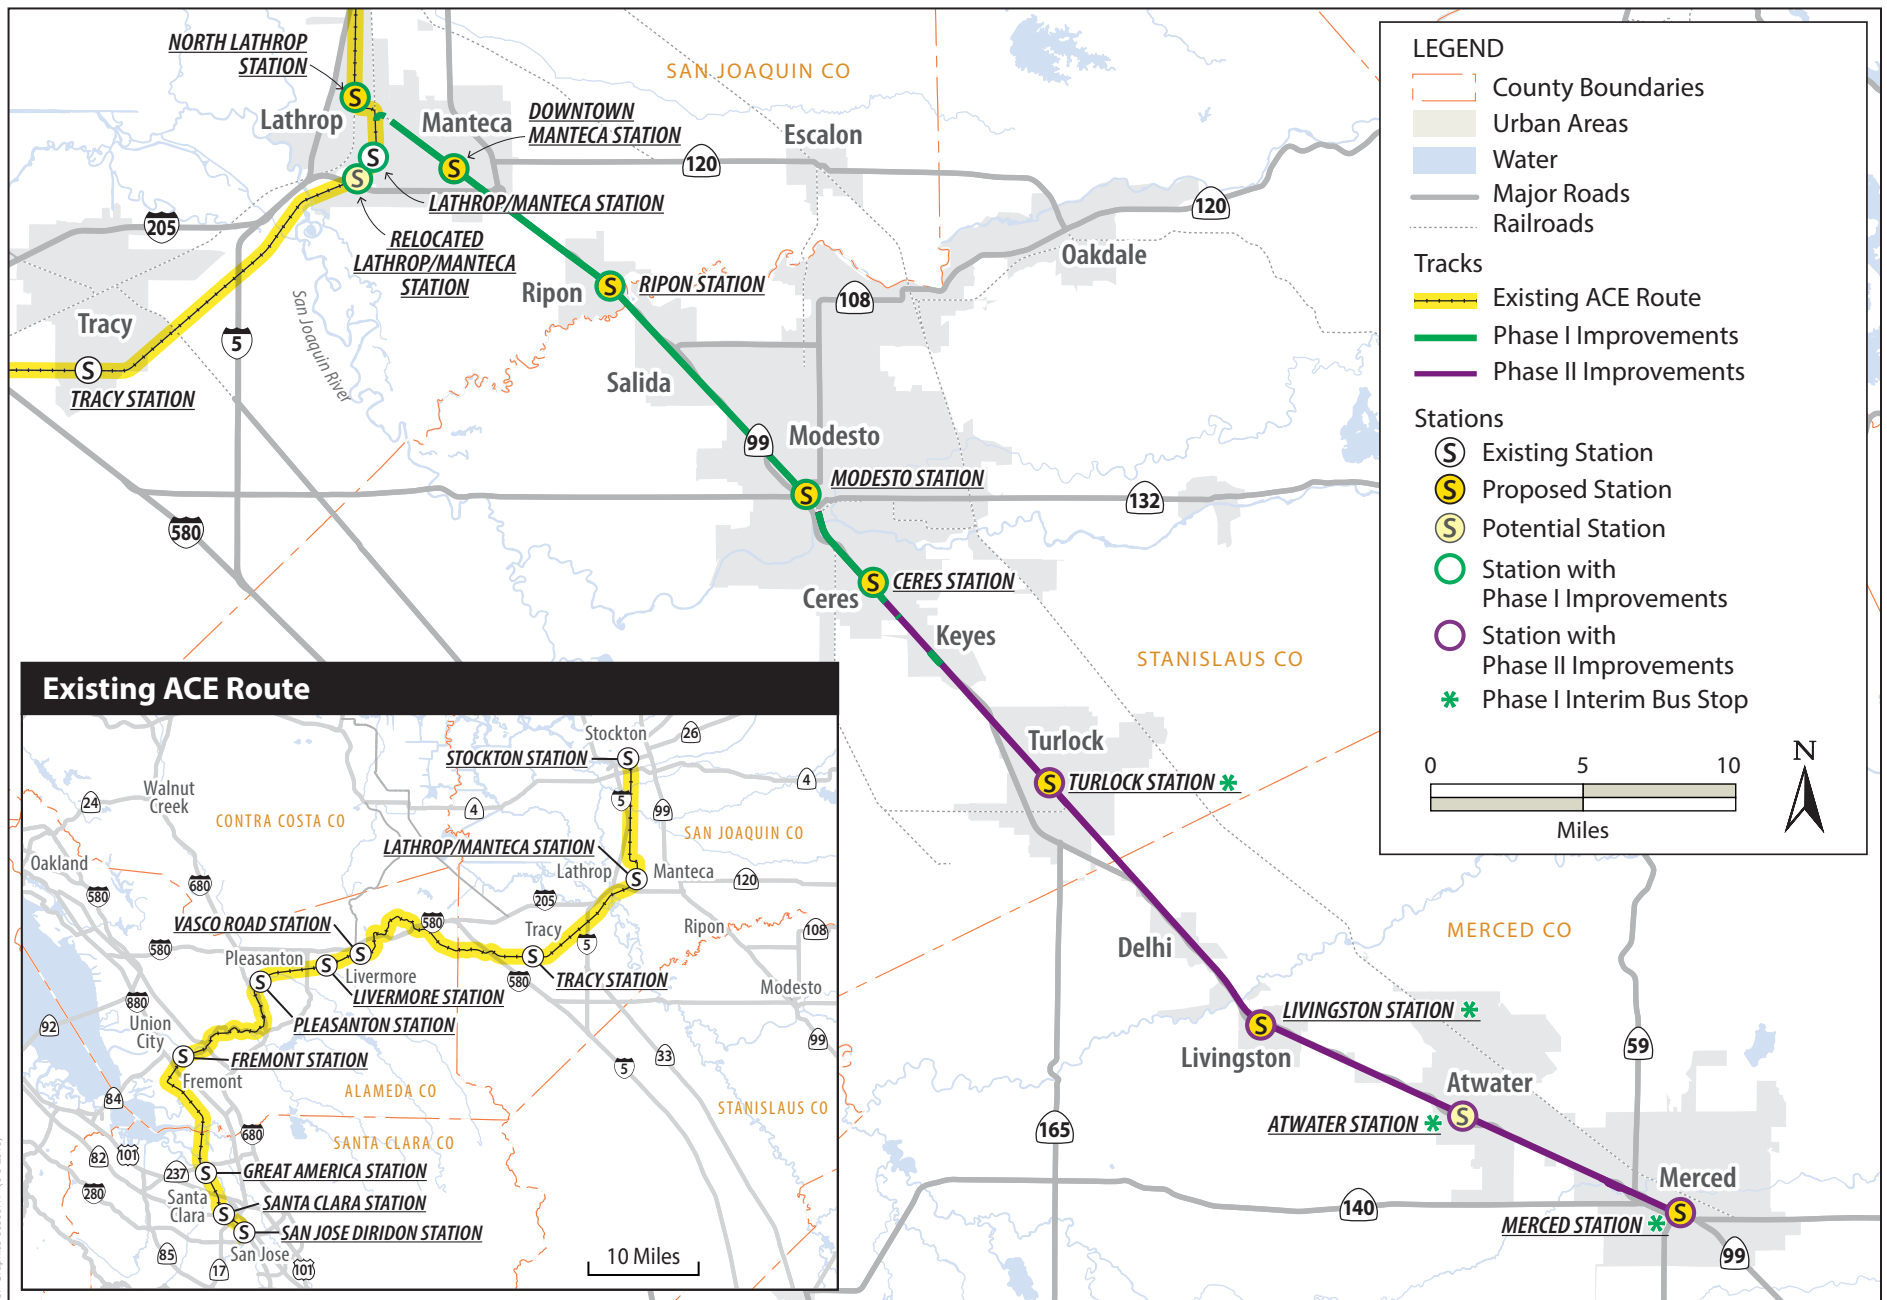 NORTH LATHROP
STATION
SAN JOAQUIN CO
Lathrop
Manteca
DOWNTOWN
MANTECA STATION
Escalon
120
LATHROP/MANTECA STATION
120
205
RELOCATED
LATHROP/MANTECA
STATION
Oakdale
Ripon
RIPON STATION
108
San Joaquin River
Tracy
5
TRACY STATION
Salida
99
Modesto
MODESTO STATION
132
580
CERES STATION
Ceres
Keyes
STANISLAUS CO
Turlock
TURLOCK STATION *
MERCED CO
Delhi
LIVINGSTON STATION *
Livingston
59
Atwater
ATWATER STATION *
165
Merced
140
MERCED STATION *
99
S
S
S
S
S
S
S
S
S
S
S
S
LEGEND
County Boundaries
Urban Areas
Water
Major Roads
Railroads
Tracks
Existing ACE Route
Phase I Improvements
Phase II Improvements
Stations
S Existing Station
S Proposed Station
S Potential Station
Station with
Phase I Improvements
Station with
Phase II Improvements
* Phase I Interim Bus Stop
0 5 10
Miles
N
Existing ACE Route
Stockton
26
STOCKTON STATION
S
4
Walnut
Creek
24
CONTRA COSTA CO
4
5
99
SAN JOAQUIN CO
LATHROP/MANTECA STATION
Oakland
Lathrop
S
Manteca
120
580
680
205
VASCO ROAD STATION
580
Tracy
5
Ripon
108
580
Pleasanton
S
S
Livermore
S
S
580
TRACY STATION
LIVERMORE STATION
Modesto
880
Union
City
PLEASANTON STATION
92
99
S
FREMONT STATION
33
5
Fremont
84
ALAMEDA CO
STANISLAUS CO
680
SANTA CLARA CO
82
101
237
S
GREAT AMERICA STATION
280
Santa
Clara
S
SANTA CLARA STATION
S
SAN JOSE DIRIDON STATION
85
San Jose
17
101
10 Miles